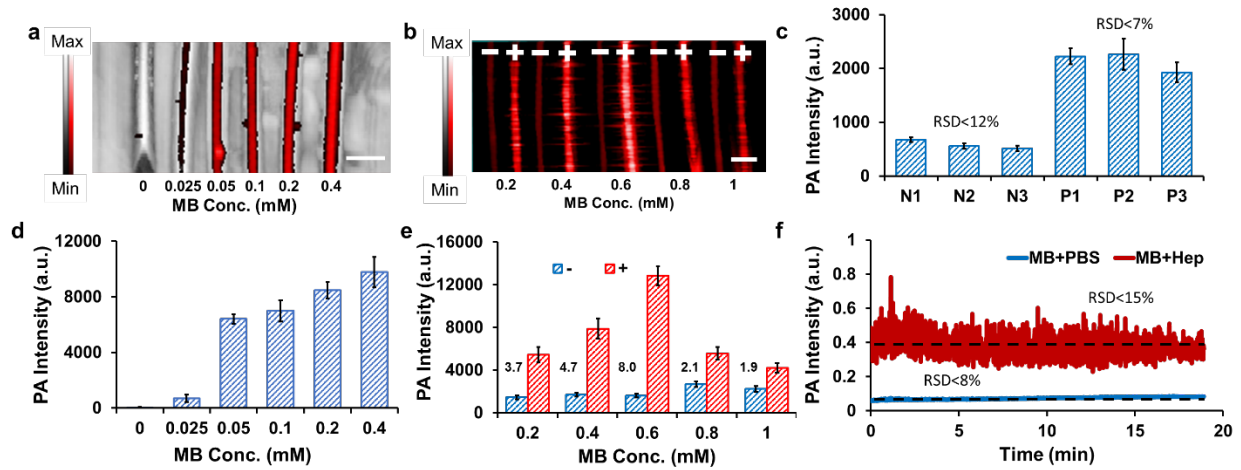 a
Max
Min
0 0.025 0.05 0.1 0.2 0.4
MB Conc. (mM)
b
Max
Min
− + − + − + − + − +
0.2 0.4 0.6 0.8 1
MB Conc. (mM)
c
PA Intensity (a.u.)
3000
2000
1000
0
RSD<12%
RSD<7%
N1 N2 N3 P1 P2 P3
d
PA Intensity (a.u.)
12000
8000
4000
0
0 0.025 0.05 0.1 0.2 0.4
MB Conc. (mM)
e
PA Intensity (a.u.)
16000
12000
8000
4000
0
- +
3.7 4.7 8.0 2.1 1.9
0.2 0.4 0.6 0.8 1
MB Conc. (mM)
f
PA Intensity (a.u.)
1
0.8
0.6
0.4
0.2
0
MB+PBS MB+Hep
RSD<15%
RSD<8%
0 5 10 15 20
Time (min)